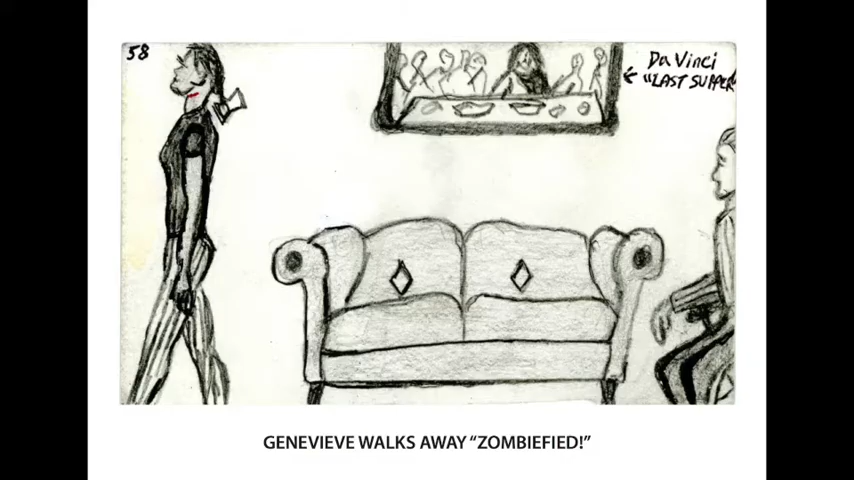 58
Da Vinci
"LAST SUPPER"
GENEVIEVE WALKS AWAY “ZOMBIEFIED!”